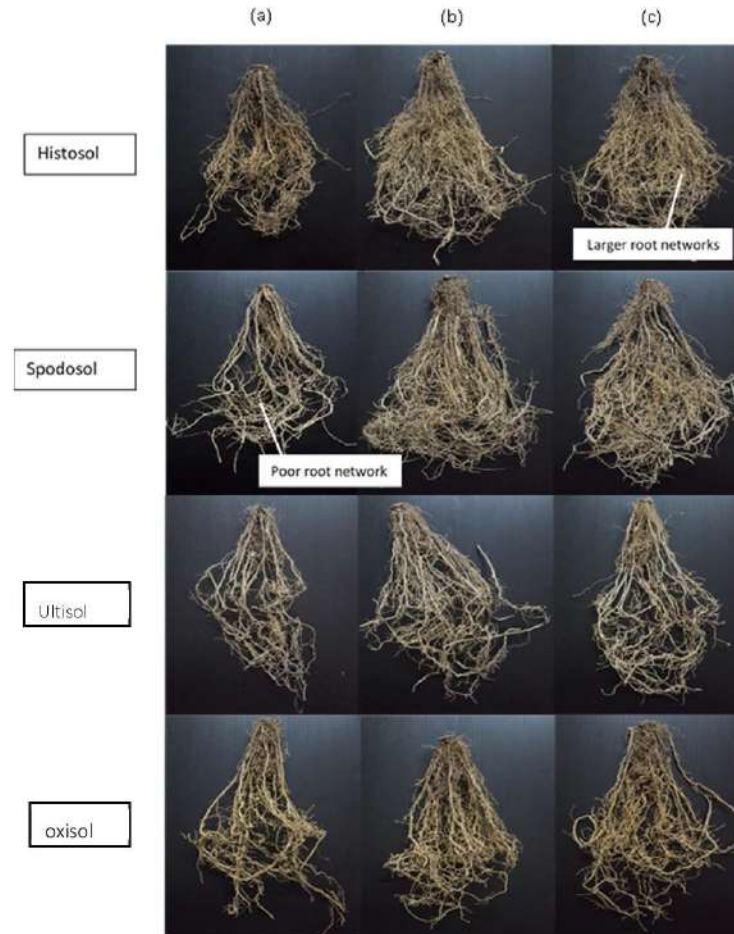 (a) (b) (c)
Histosol
Larger root networks
Spodosol
Poor root network
Ultisol
oxisol